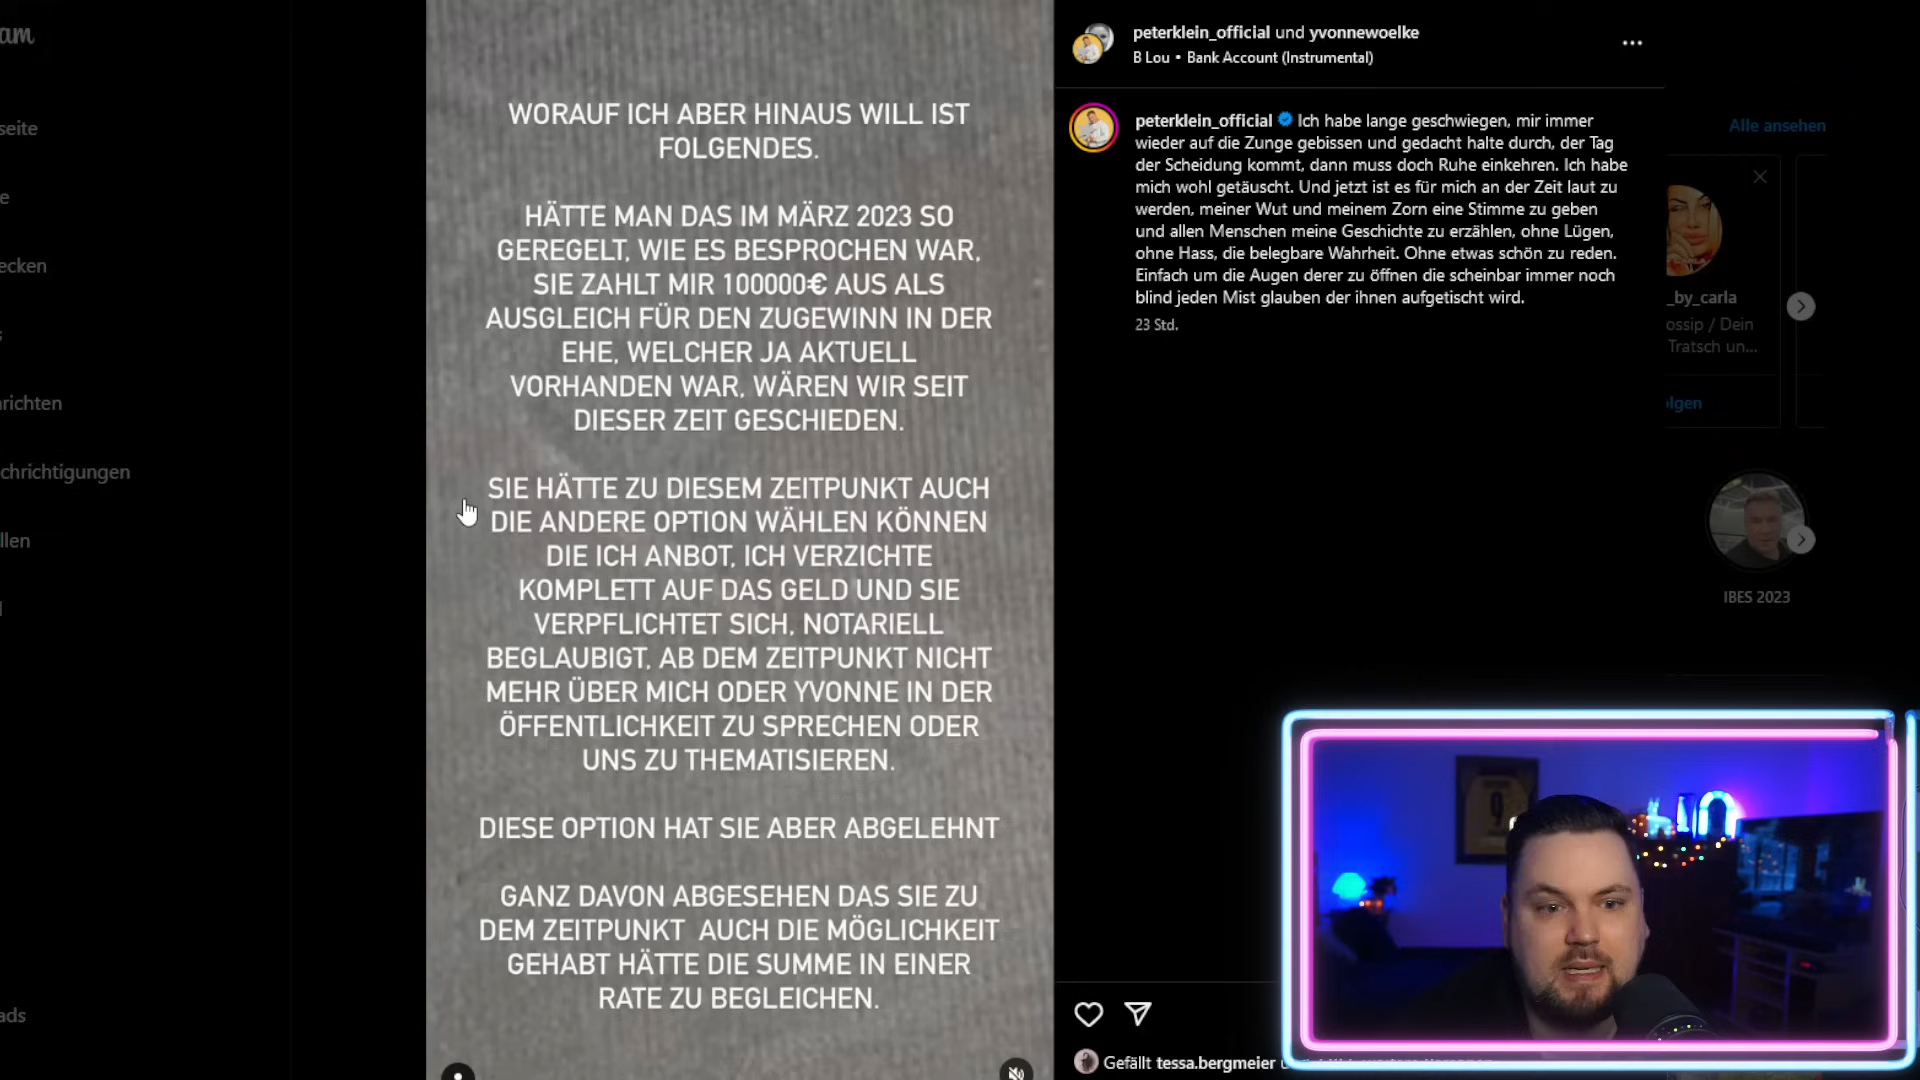 am
seite
e
ecken
s
richten
chrichtigungen
llen
ads
WORAUF ICH ABER HINAUS WILL IST
FOLGENDES.
HÄTTE MAN DAS IM MÄRZ 2023 SO
GEREGELT, WIE ES BESPROCHEN WAR,
SIE ZAHLT MIR 100000€ AUS ALS
AUSGLEICH FÜR DEN ZUGEWINN IN DER
EHE, WELCHER JA AKTUELL
VORHANDEN WAR, WÄREN WIR SEIT
DIESER ZEIT GESCHIEDEN.
SIE HÄTTE ZU DIESEM ZEITPUNKT AUCH
DIE ANDERE OPTION WÄHLEN KÖNNEN
DIE ICH ANBOT, ICH VERZICHTE
KOMPLETT AUF DAS GELD UND SIE
VERPFLICHTET SICH, NOTARIELL
BEGLAUBIGT, AB DEM ZEITPUNKT NICHT
MEHR ÜBER MICH ODER YVONNE IN DER
ÖFFENTLICHKEIT ZU SPRECHEN ODER
UNS ZU THEMATISIEREN.
DIESE OPTION HAT SIE ABER ABGELEHNT
GANZ DAVON ABGESEHEN DAS SIE ZU
DEM ZEITPUNKT AUCH DIE MÖGLICHKEIT
GEHABT HÄTTE DIE SUMME IN EINER
RATE ZU BEGLEICHEN.
peterklein_official und yvonnewoelke
B Lou • Bank Account (Instrumental)
peterklein_official Ich habe lange geschwiegen, mir immer
wieder auf die Zunge gebissen und gedacht halte durch, der Tag
der Scheidung kommt, dann muss doch Ruhe einkehren. Ich habe
mich wohl getäuscht. Und jetzt ist es für mich an der Zeit laut zu
werden, meiner Wut und meinem Zorn eine Stimme zu geben
und allen Menschen meine Geschichte zu erzählen, ohne Lügen,
ohne Hass, die belegbare Wahrheit. Ohne etwas schön zu reden.
Einfach um die Augen derer zu öffnen die scheinbar immer noch
blind jeden Mist glauben der ihnen aufgetischt wird.
23 Std.
Gefällt tessa.bergmeier
Alle ansehen
_by_carla
ossip / Dein
Tratsch un...
lgen
IBES 2023